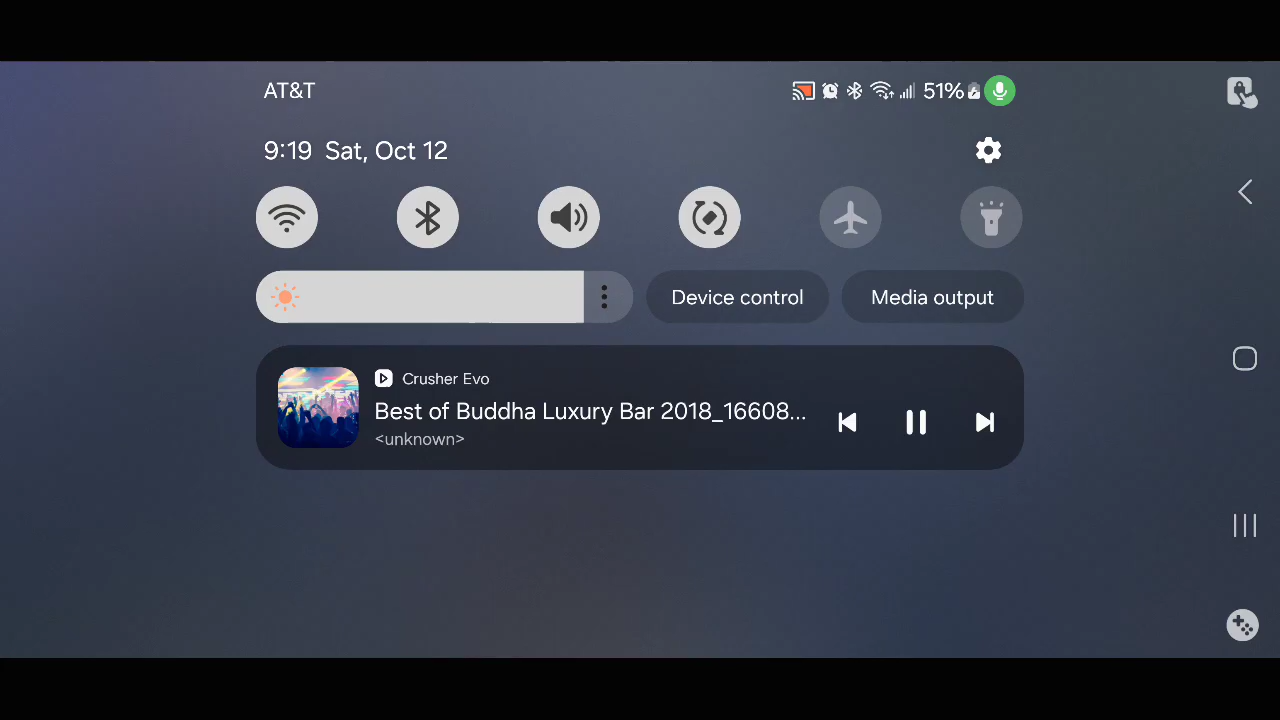 AT&T
51%
9:19 Sat, Oct 12
Device control
Media output
Crusher Evo
Best of Buddha Luxury Bar 2018_16608...
<unknown>